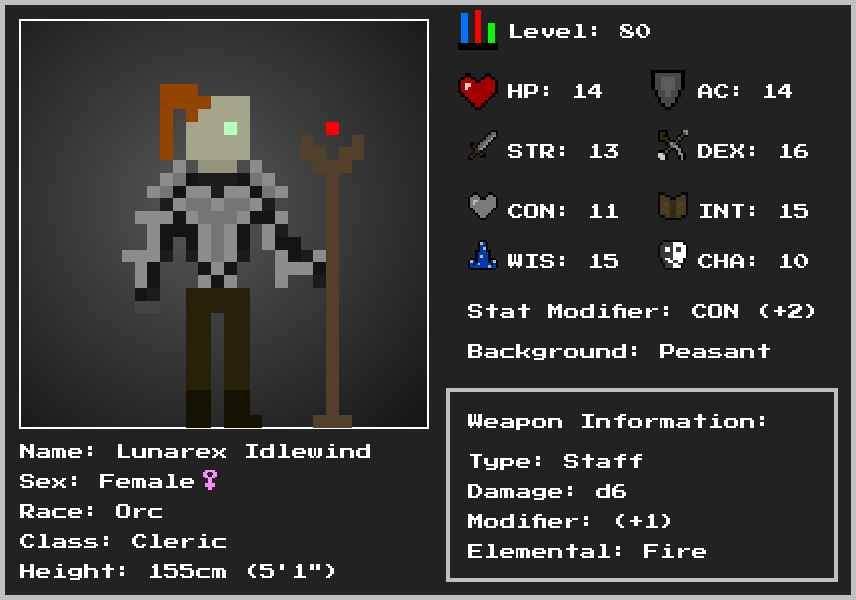 Level: 80
HP: 14
AC: 14
STR: 13
DEX: 16
CON: 11
INT: 15
WIS: 15
CHA: 10
Stat Modifier: CON (+2)
Background: Peasant
Weapon Information:
Type: Staff
Damage: d6
Modifier: (+1)
Elemental: Fire
Name: Lunarex Idlewind
Sex: Female♀
Race: Orc
Class: Cleric
Height: 155cm (5'1")